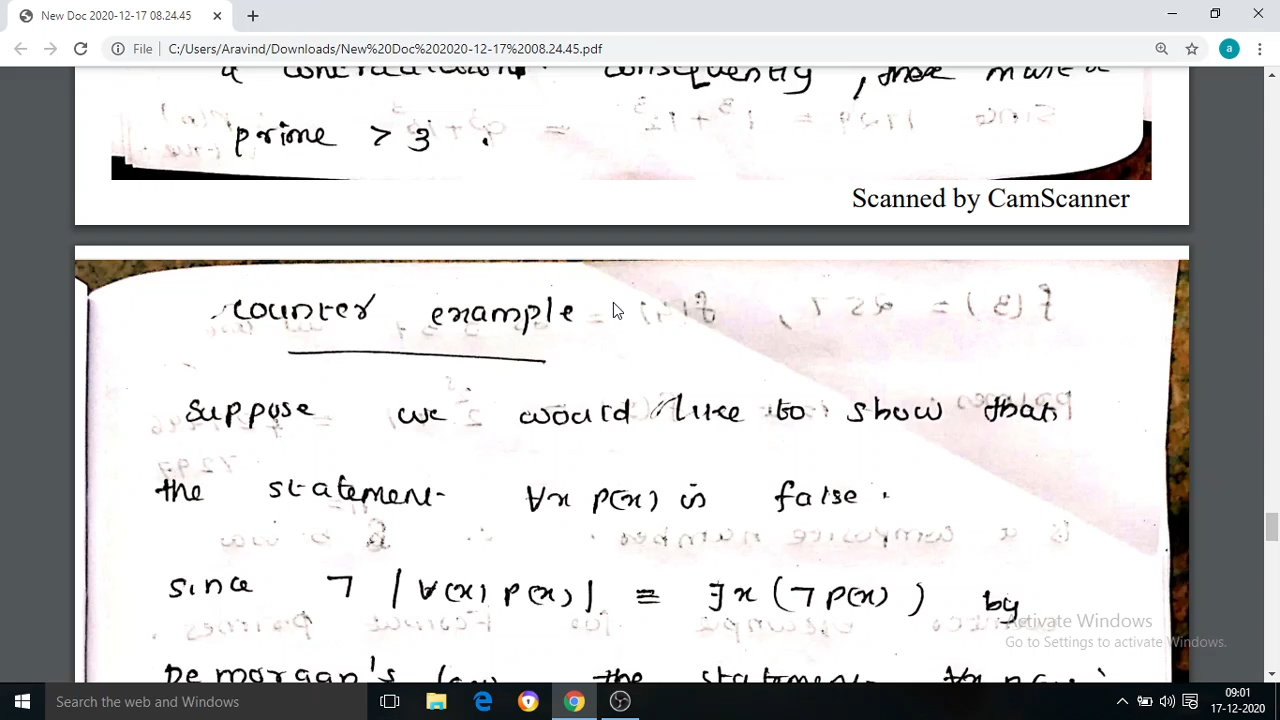 New Doc 2020-12-17 08.24.45
File C:/Users/Aravind/Downloads/New%20Doc%202020-12-17%2008.24.45.pdf
a
a contradiction. consequently, there must a
prime > 3 .
Scanned by CamScanner
counter example
suppose we would like to show that
the statement ∀x p(x) is false.
since ¬ | ∀(x) p(x) | ≡ ∃x (¬ p(x)) by
Demorgan's law the statement ∀x p(x) i
Activate Windows
Go to Settings to activate Windows.
Search the web and Windows
09:01
17-12-2020